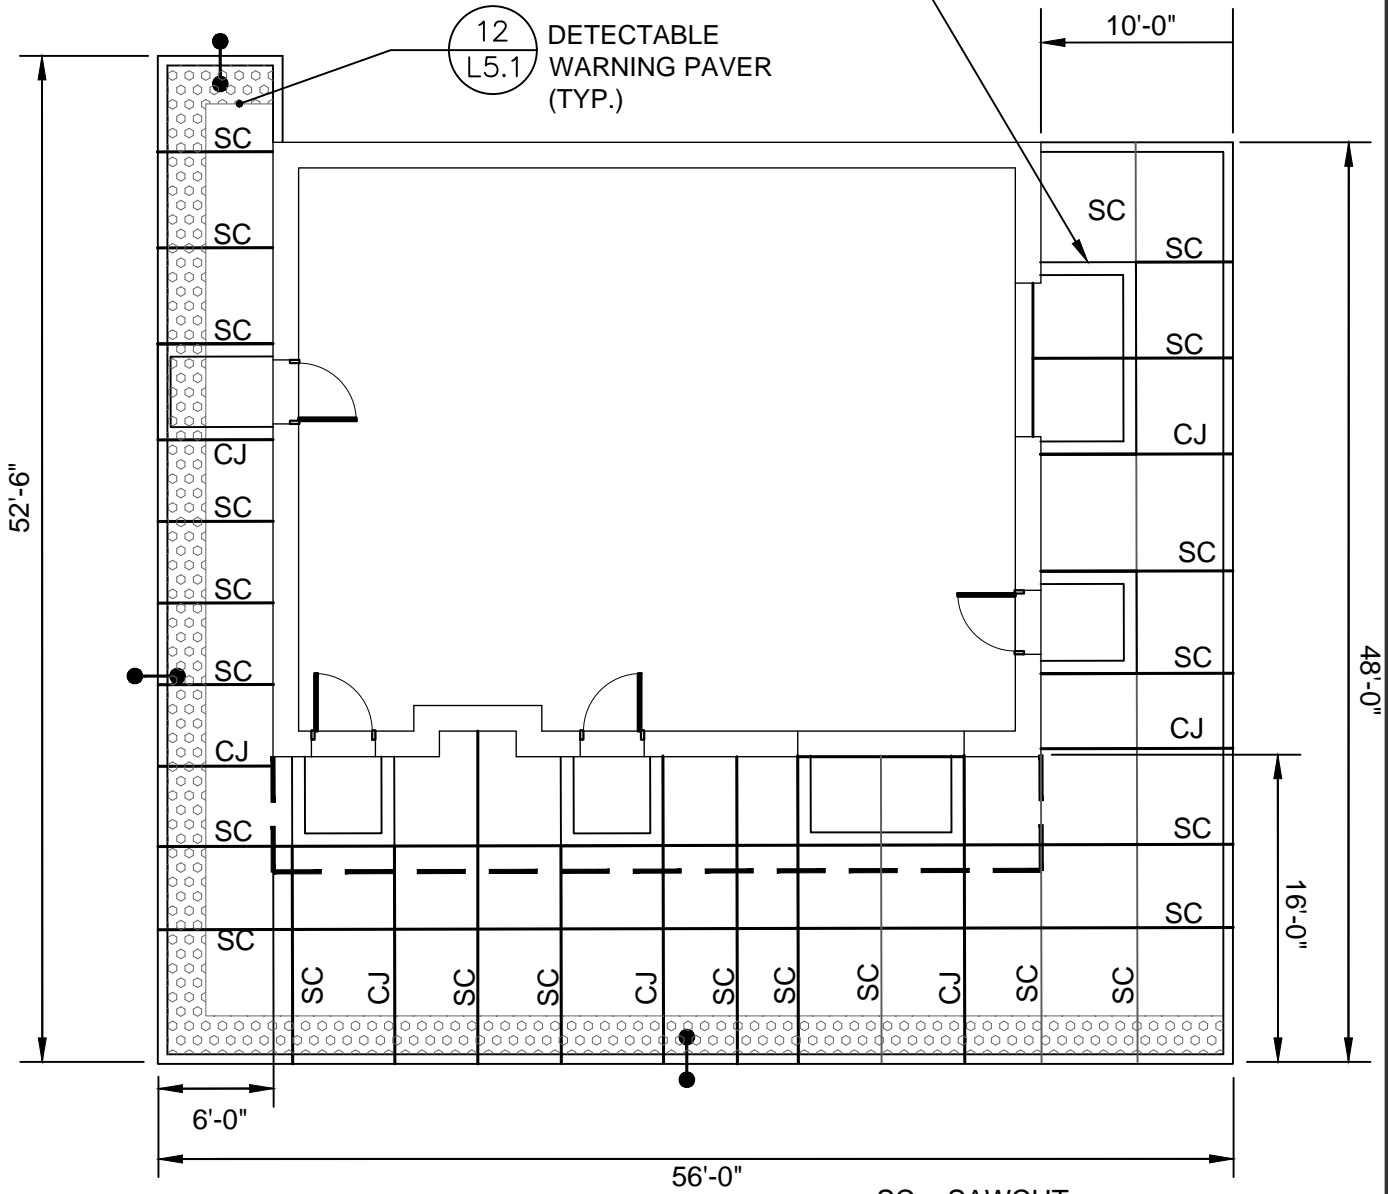 12
L5.1
DETECTABLE
WARNING PAVER
(TYP.)
10'-0"
SC
SC
SC
SC
SC
SC
SC
CJ
CJ
52'-6"
SC
SC
SC
SC
SC
48'-0"
CJ
CJ
SC
SC
SC
SC
16'-0"
SC
CJ
SC
SC
CJ
SC
SC
SC
CJ
SC
SC
6'-0"
56'-0"